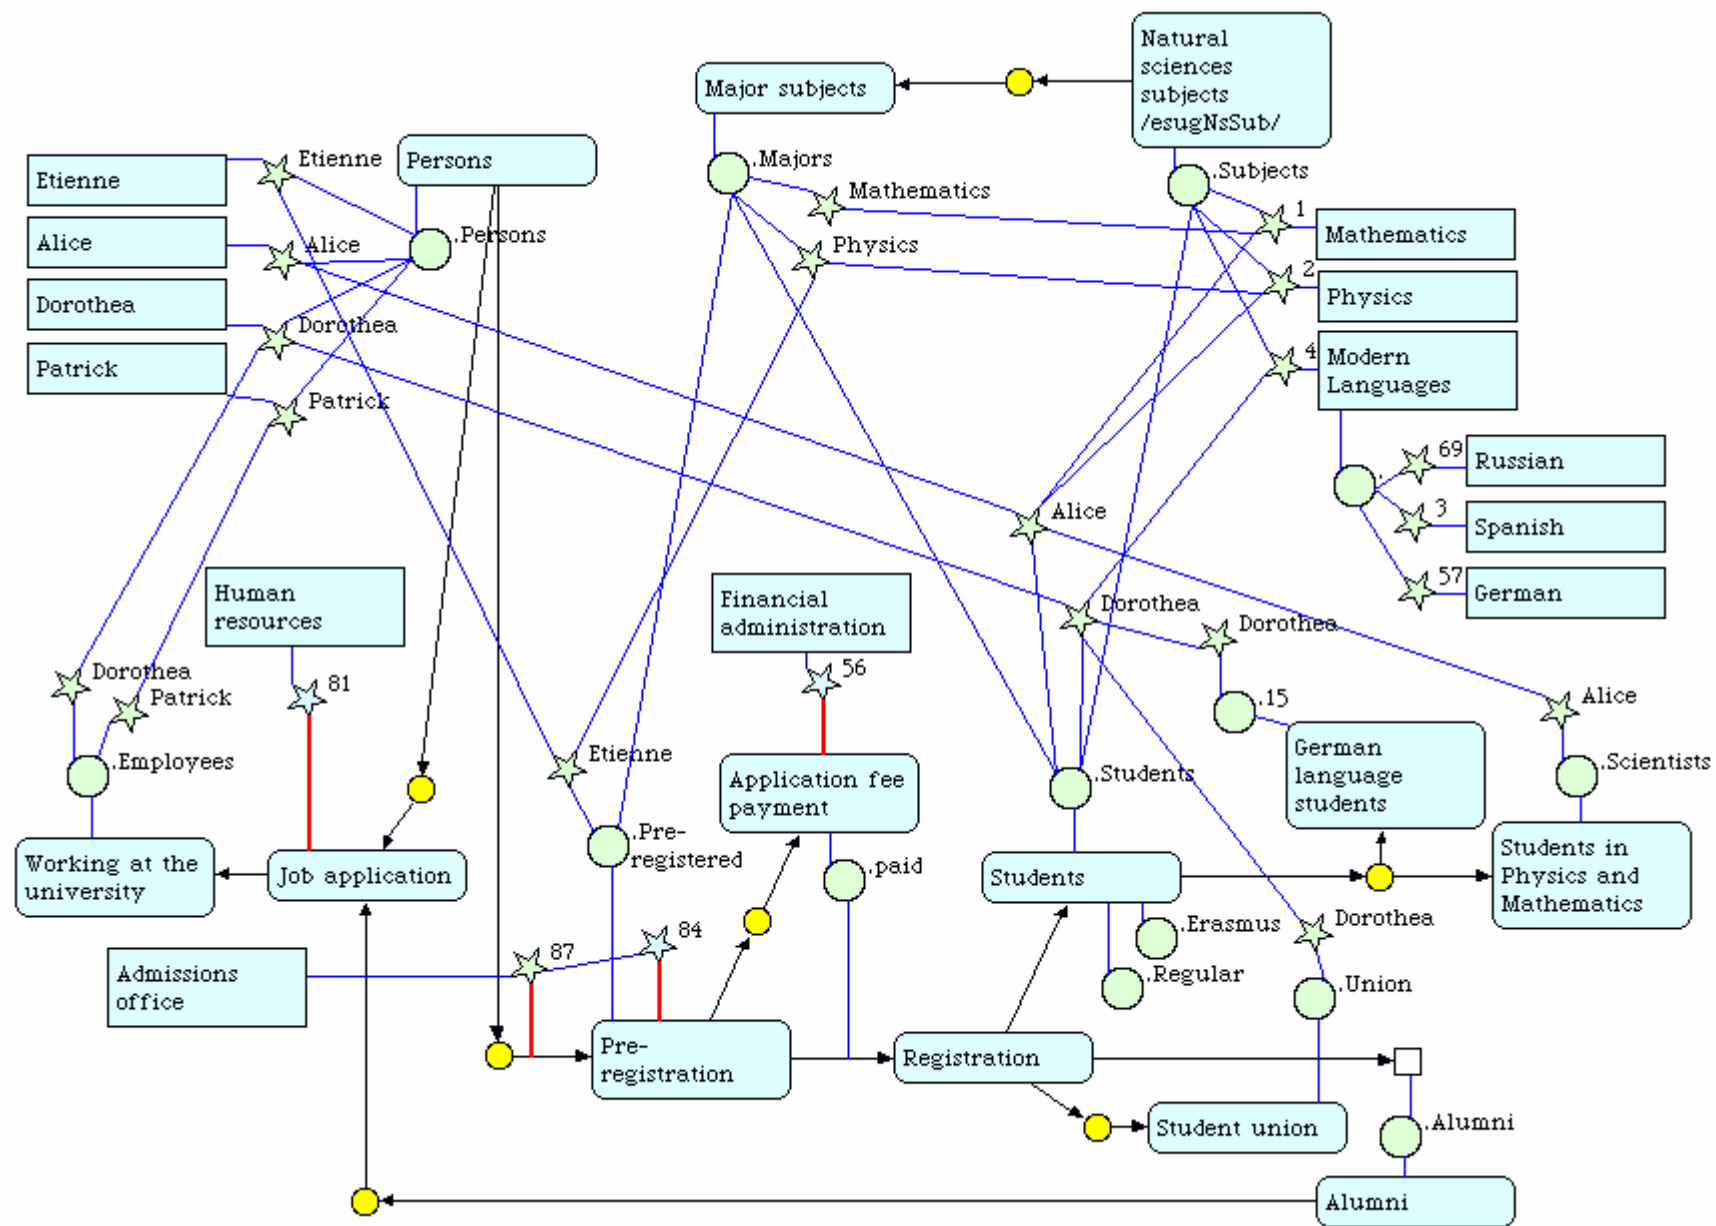 Natural
sciences
subjects
/esugNsSub/
Major subjects
Etienne
Persons
.Majors
.Subjects
Etienne
Mathematics
1
Mathematics
Alice
Alice
.Persons
Physics
2
Physics
Dorothea
Dorothea
4
Modern
Languages
Patrick
Patrick
69
Russian
.
3
Spanish
Alice
57
German
Human
resources
Financial
administration
Dorothea
Dorothea
Dorothea
Patrick
81
56
.15
Alice
German
language
students
.Employees
Etienne
Application fee
payment
.Students
.Scientists
Working at the
university
Job application
.Pre-
registered
.paid
Students
Students in
Physics and
Mathematics
Admissions
office
87
84
.Erasmus
.Regular
Dorothea
.Union
Pre-
registration
Registration
Student union
.Alumni
Alumni